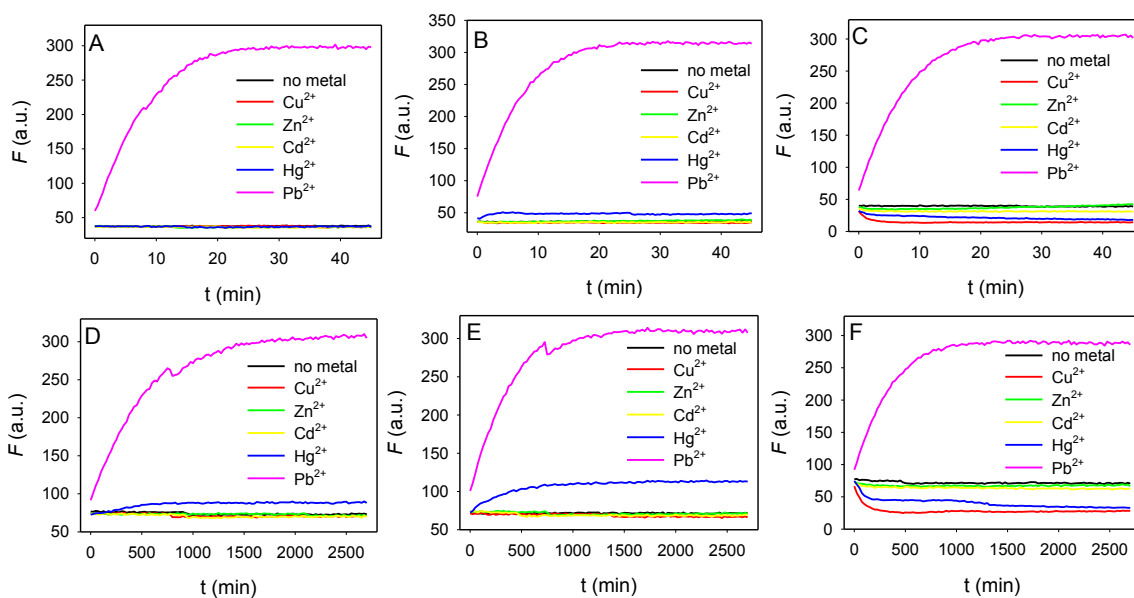 A
F (a.u.)
300
250
200
150
100
50
no metal
Cu2+
Zn2+
Cd2+
Hg2+
Pb2+
0 10 20 30 40
t (min)
B
F (a.u.)
350
300
250
200
150
100
50
0
no metal
Cu2+
Zn2+
Cd2+
Hg2+
Pb2+
0 10 20 30 40
t (min)
C
F (a.u.)
300
250
200
150
100
50
0
no metal
Cu2+
Zn2+
Cd2+
Hg2+
Pb2+
0 10 20 30 40
t (min)
D
F (a.u.)
300
250
200
150
100
50
no metal
Cu2+
Zn2+
Cd2+
Hg2+
Pb2+
0 500 1000 1500 2000 2500
t (min)
E
F (a.u.)
300
250
200
150
100
50
no metal
Cu2+
Zn2+
Cd2+
Hg2+
Pb2+
0 500 1000 1500 2000 2500
t (min)
F
F (a.u.)
300
250
200
150
100
50
0
no metal
Cu2+
Zn2+
Cd2+
Hg2+
Pb2+
0 500 1000 1500 2000 2500
t (min)